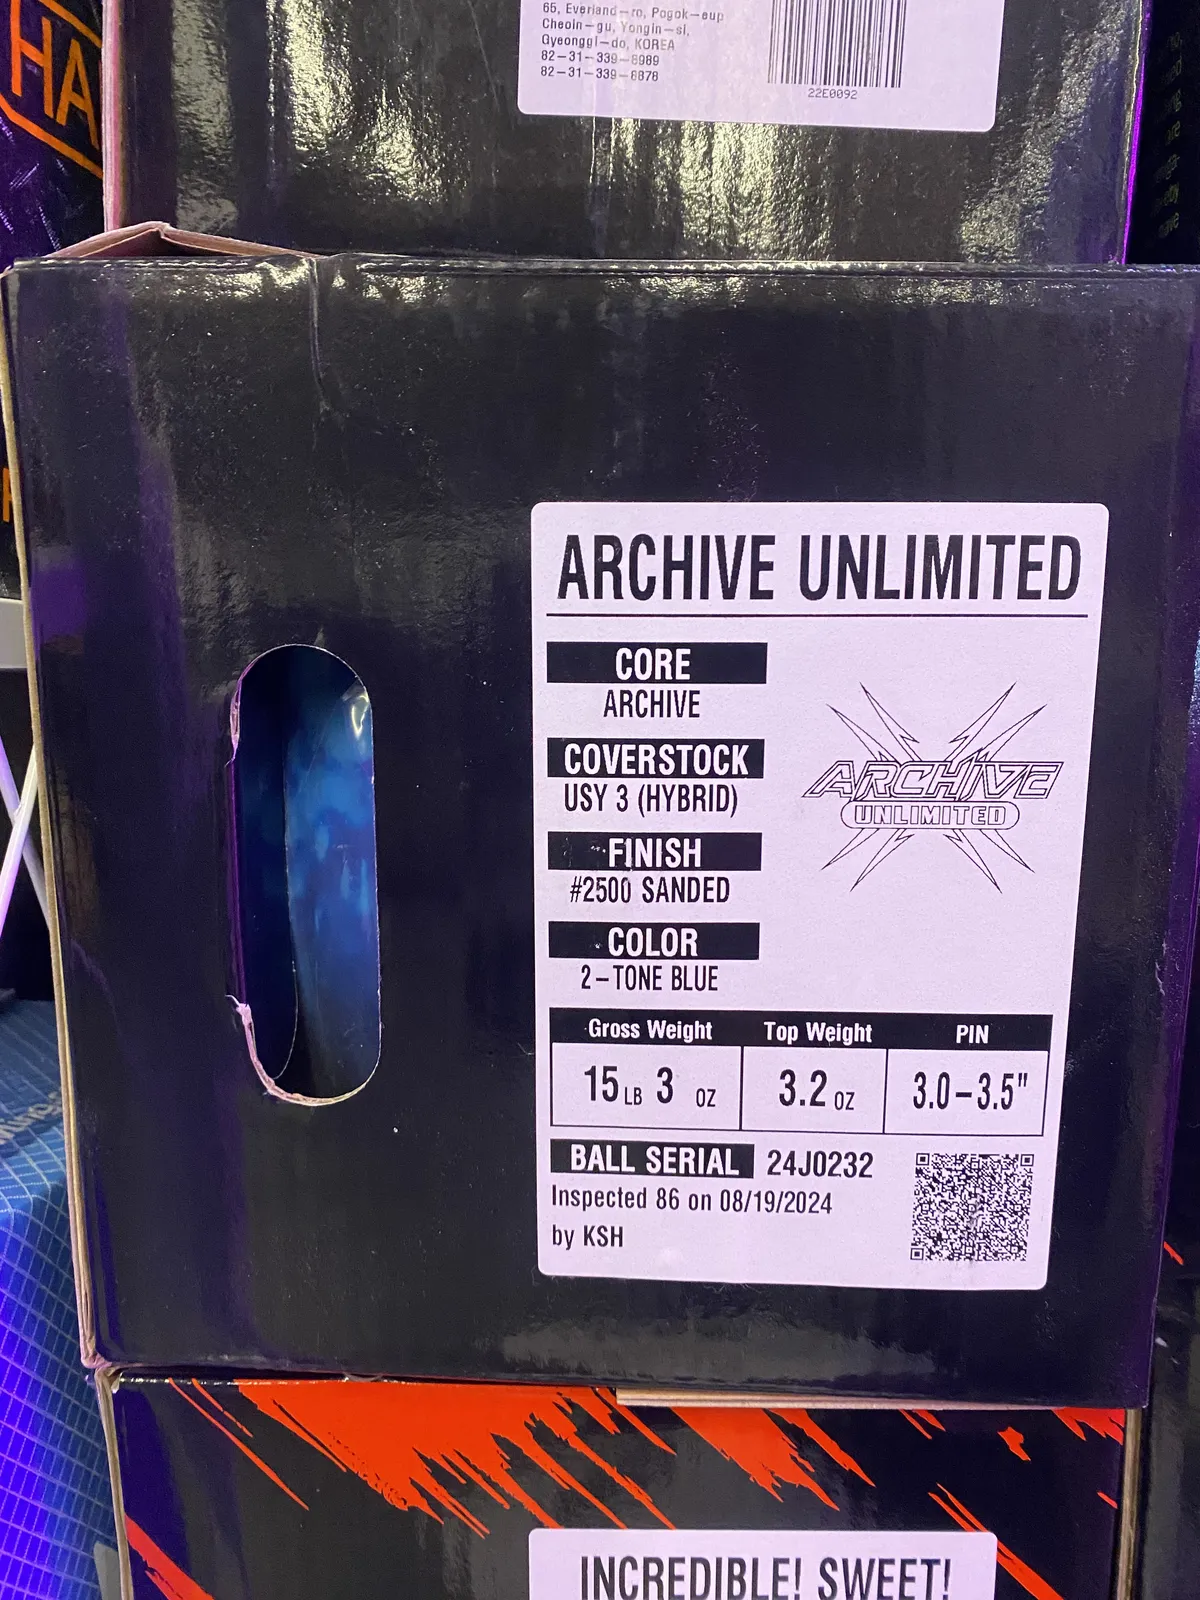 HA
65, Everland-ro, Pogok-eup
Cheoin-gu, Yongin-si,
Gyeonggi-do, KOREA
82-31-339-8989
82-31-339-8878
22E0092
ARCHIVE UNLIMITED
CORE
ARCHIVE
COVERSTOCK
USY 3 (HYBRID)
FINISH
#2500 SANDED
COLOR
2-TONE BLUE
ARCHIVE
UNLIMITED
Gross Weight Top Weight PIN
15 LB 3 OZ 3.2 OZ 3.0-3.5"
BALL SERIAL 24J0232
Inspected 86 on 08/19/2024
by KSH
INCREDIBLE! SWEET!